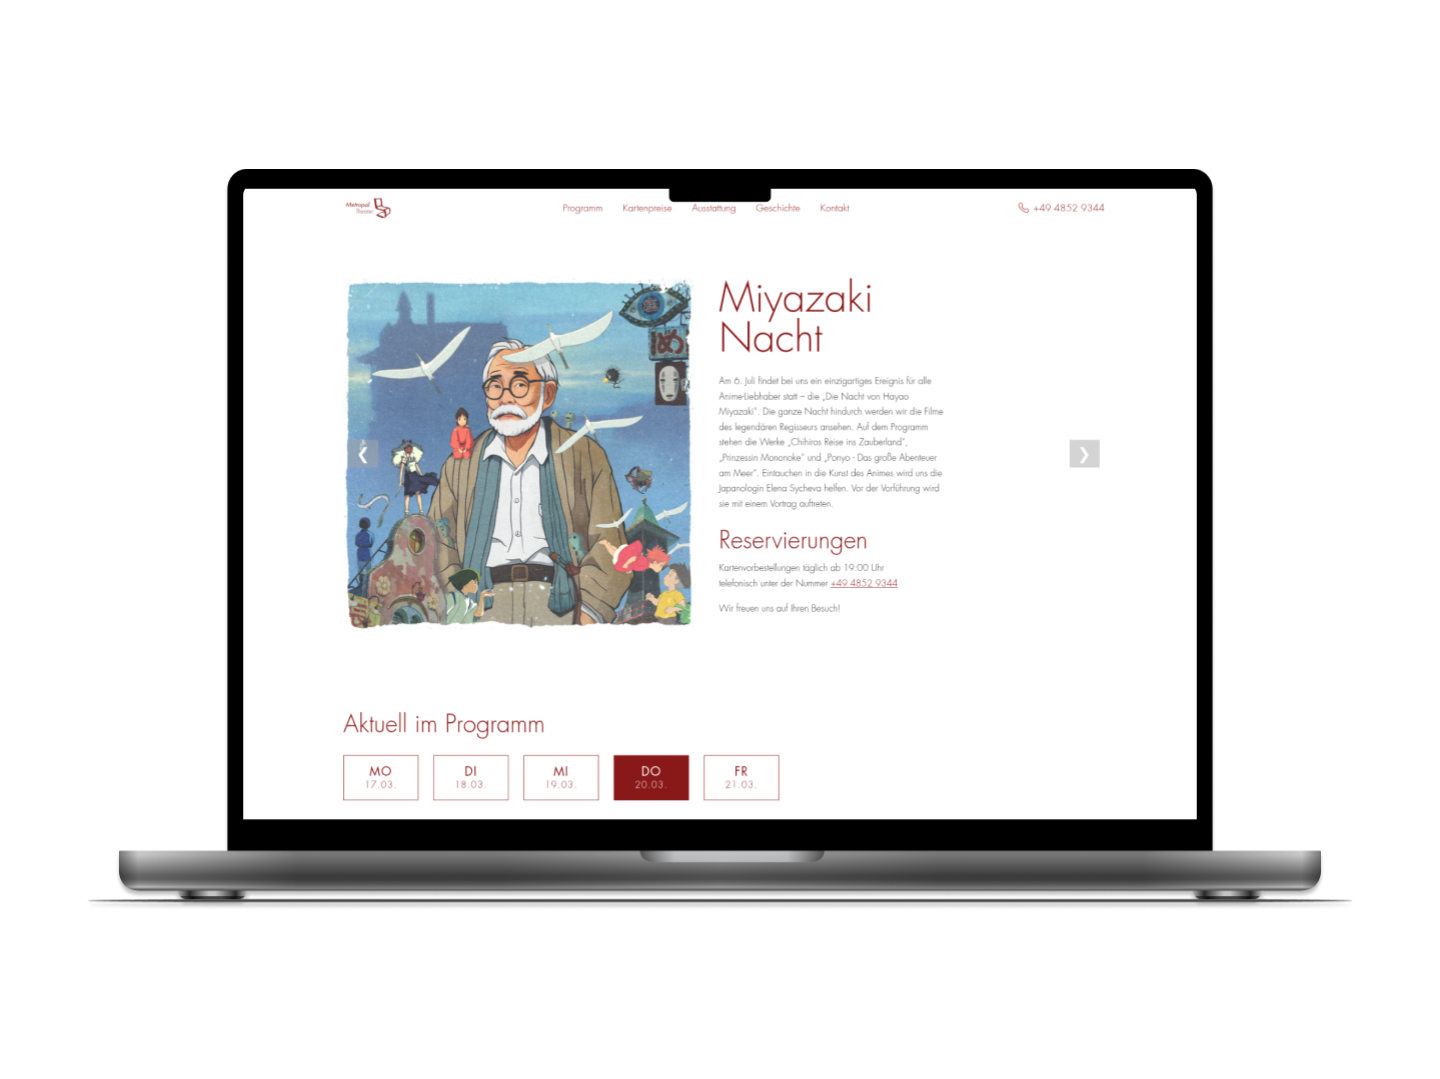 Metropol
Theater
Programm Kartenpreise Ausstattung Geschichte Kontakt
+49 4852 9344
め
Miyazaki
Nacht
Am 6. Juli findet bei uns ein einzigartiges Ereignis für alle
Anime-Liebhaber statt – die „Die Nacht von Hayao
Miyazaki“. Die ganze Nacht hindurch werden wir die Filme
des legendären Regisseurs ansehen. Auf dem Programm
stehen die Werke „Chihiros Reise ins Zauberland“,
„Prinzessin Mononoke“ und „Ponyo - Das große Abenteuer
am Meer“. Eintauchen in die Kunst des Animes wird uns die
Japanologin Elena Sycheva helfen. Vor der Vorführung wird
sie mit einem Vortrag auftreten.
Reservierungen
Kartenvorbestellungen täglich ab 19:00 Uhr
telefonisch unter der Nummer +49 4852 9344
Wir freuen uns auf Ihren Besuch!
Aktuell im Programm
MO DI MI DO FR
17.03. 18.03. 19.03. 20.03. 21.03.